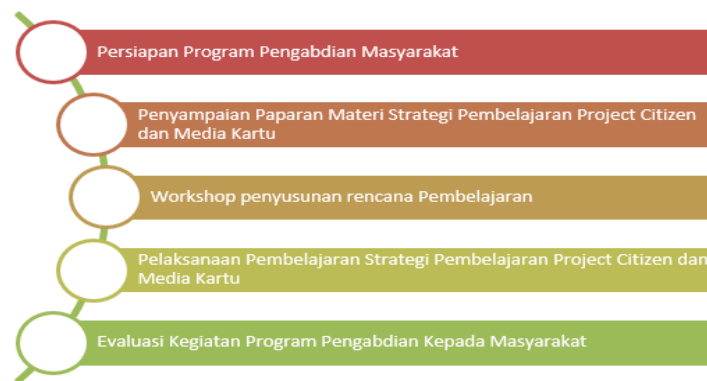 Persiapan Program Pengabdian Masyarakat
Penyampaian Paparan Materi Strategi Pembelajaran Project Citizen
dan Media Kartu
Workshop penyusunan rencana Pembelajaran
Pelaksanaan Pembelajaran Strategi Pembelajaran Project Citizen dan
Media Kartu
Evaluasi Kegiatan Program Pengabdian Kepada Masyarakat